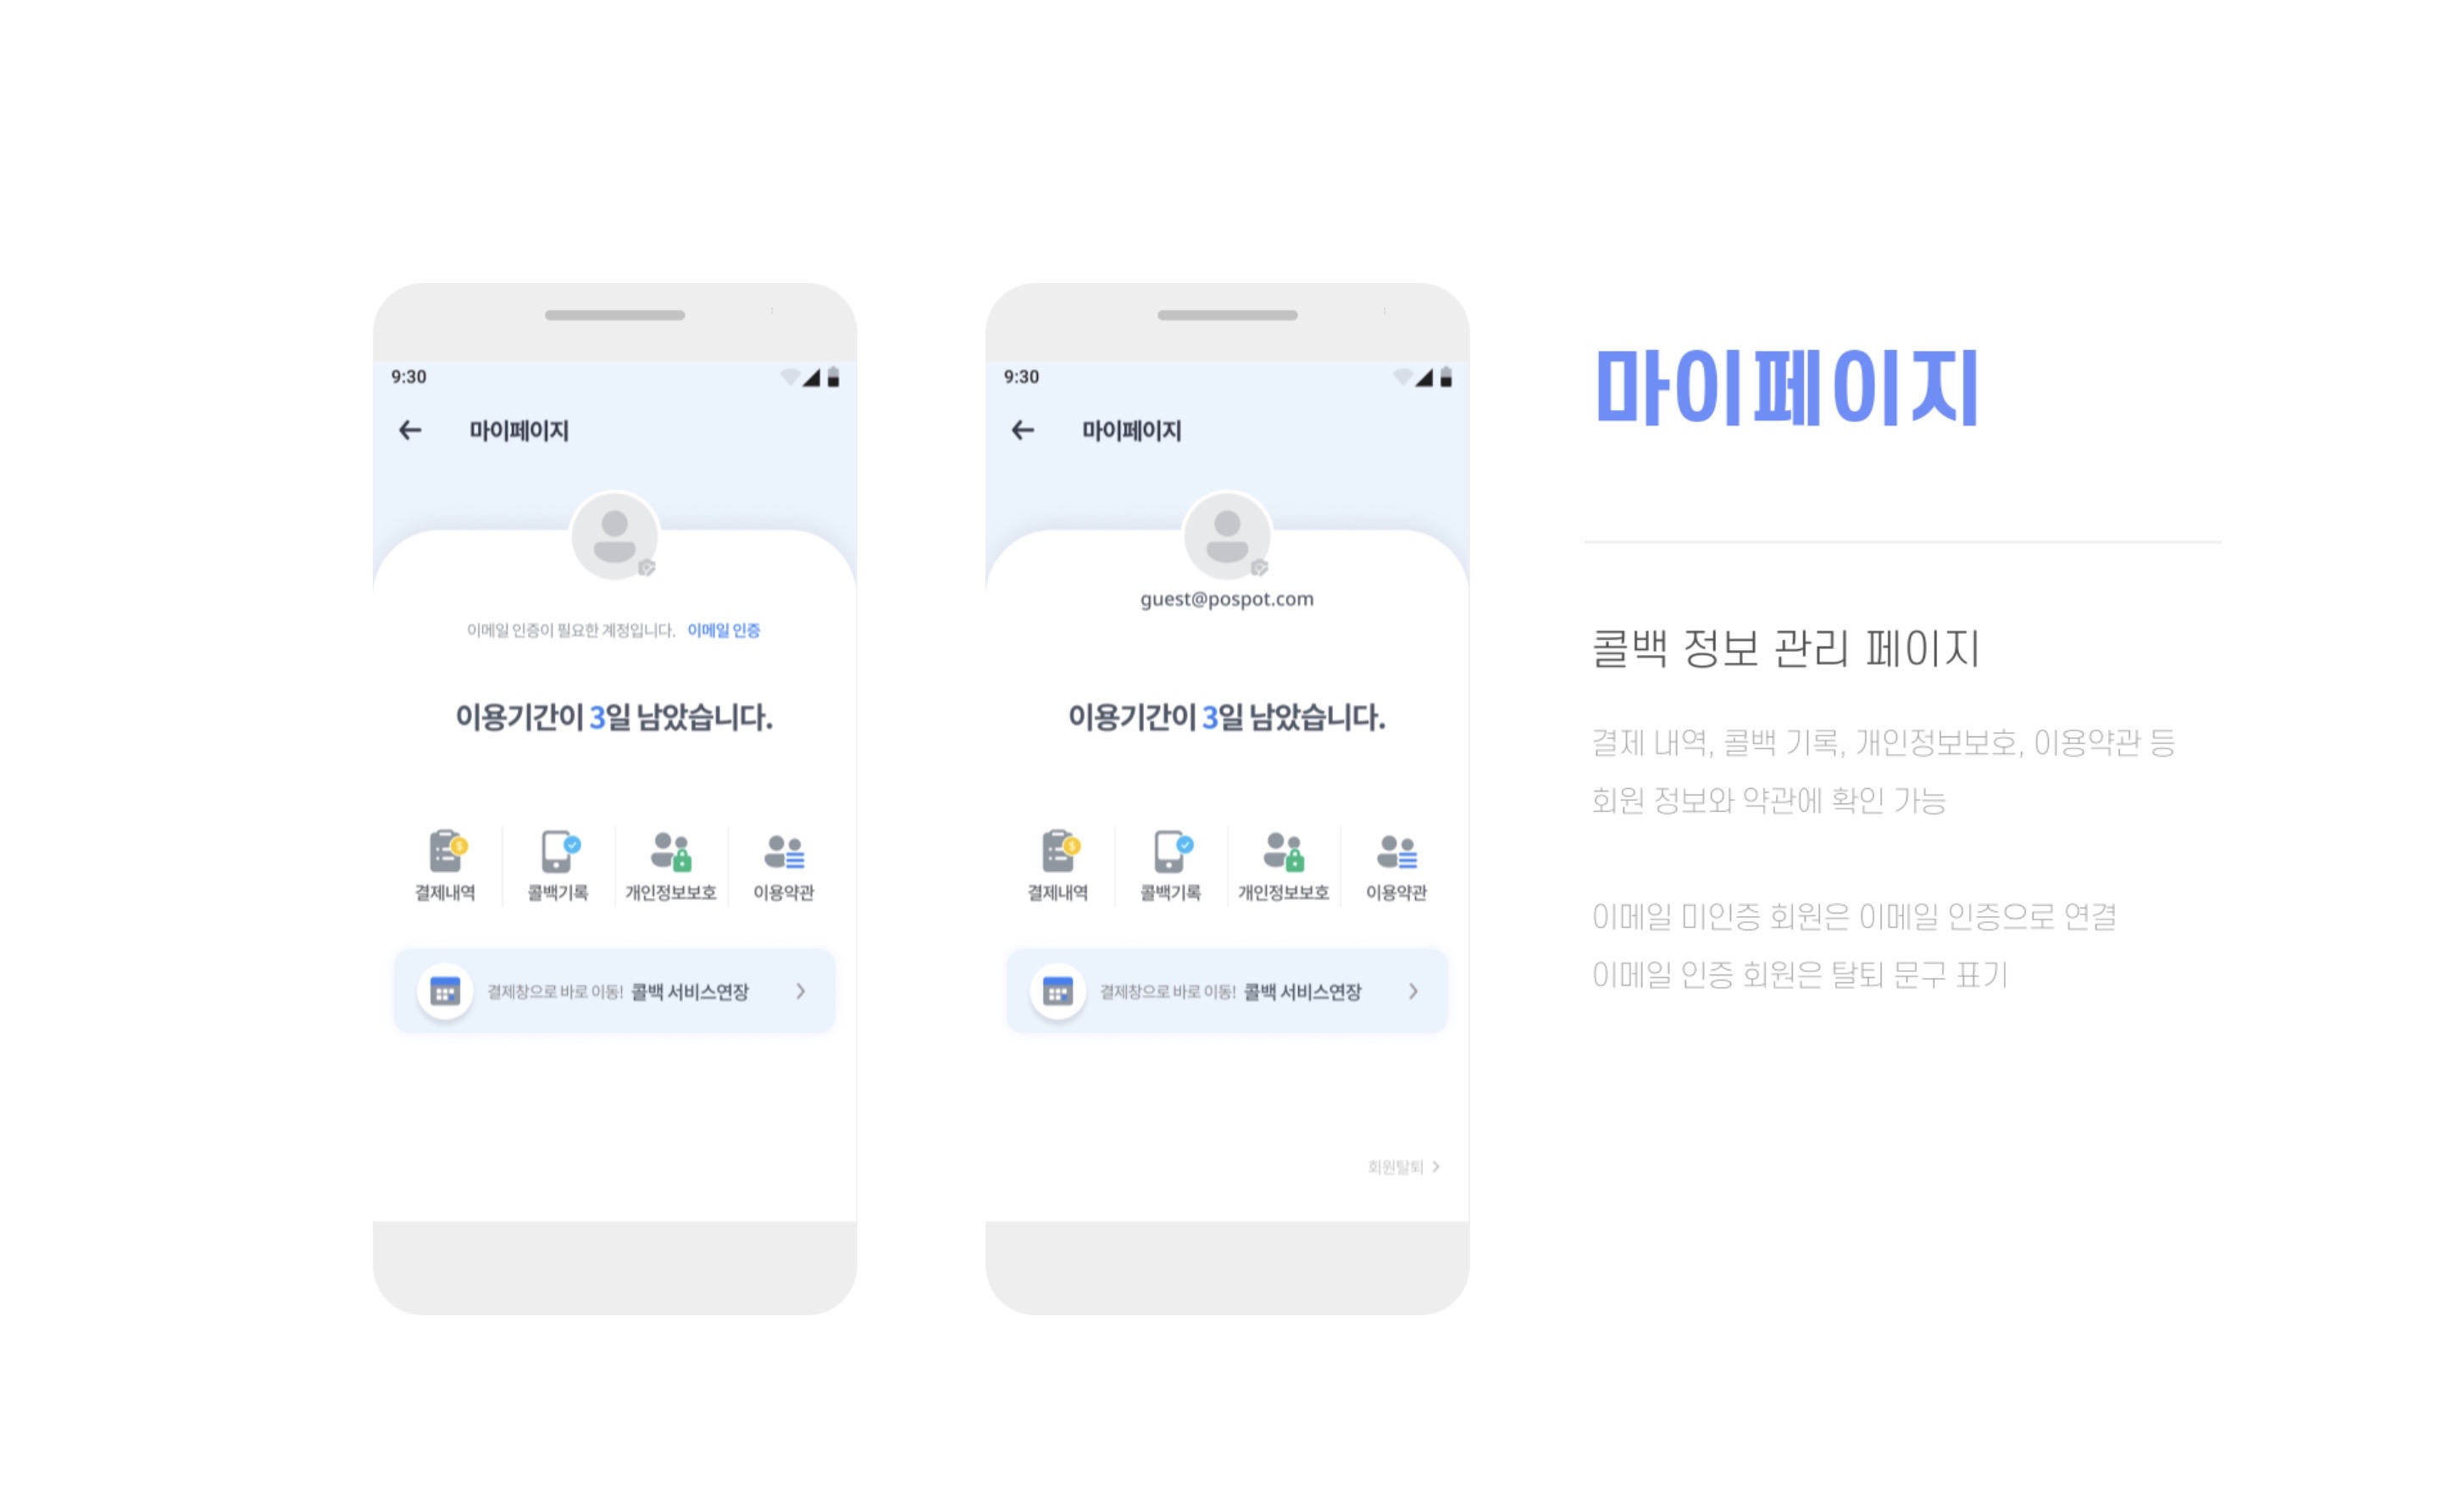 9:30
마이페이지
이메일 인증이 필요한 계정입니다. 이메일 인증
이용기간이 3일 남았습니다.
결제내역
콜백기록
개인정보보호
이용약관
결제창으로 바로 이동! 콜백 서비스연장
9:30
마이페이지
guest@pospot.com
이용기간이 3일 남았습니다.
결제내역
콜백기록
개인정보보호
이용약관
결제창으로 바로 이동! 콜백 서비스연장
회원탈퇴
마이페이지
콜백 정보 관리 페이지
결제 내역, 콜백 기록, 개인정보보호, 이용약관 등
회원 정보와 약관에 확인 가능
이메일 미인증 회원은 이메일 인증으로 연결
이메일 인증 회원은 탈퇴 문구 표기